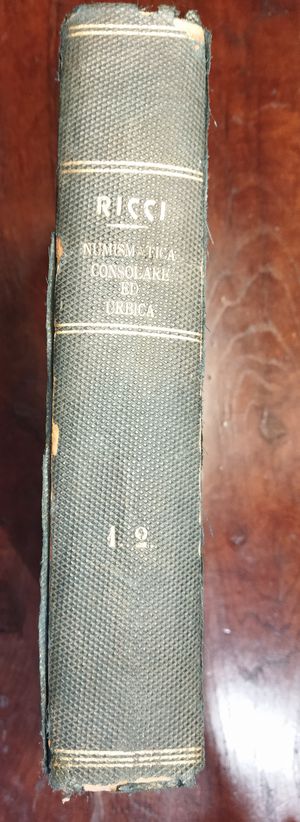 RICCI
NUMISMATICA
CONSOLARE
ED
URBICA
1 2